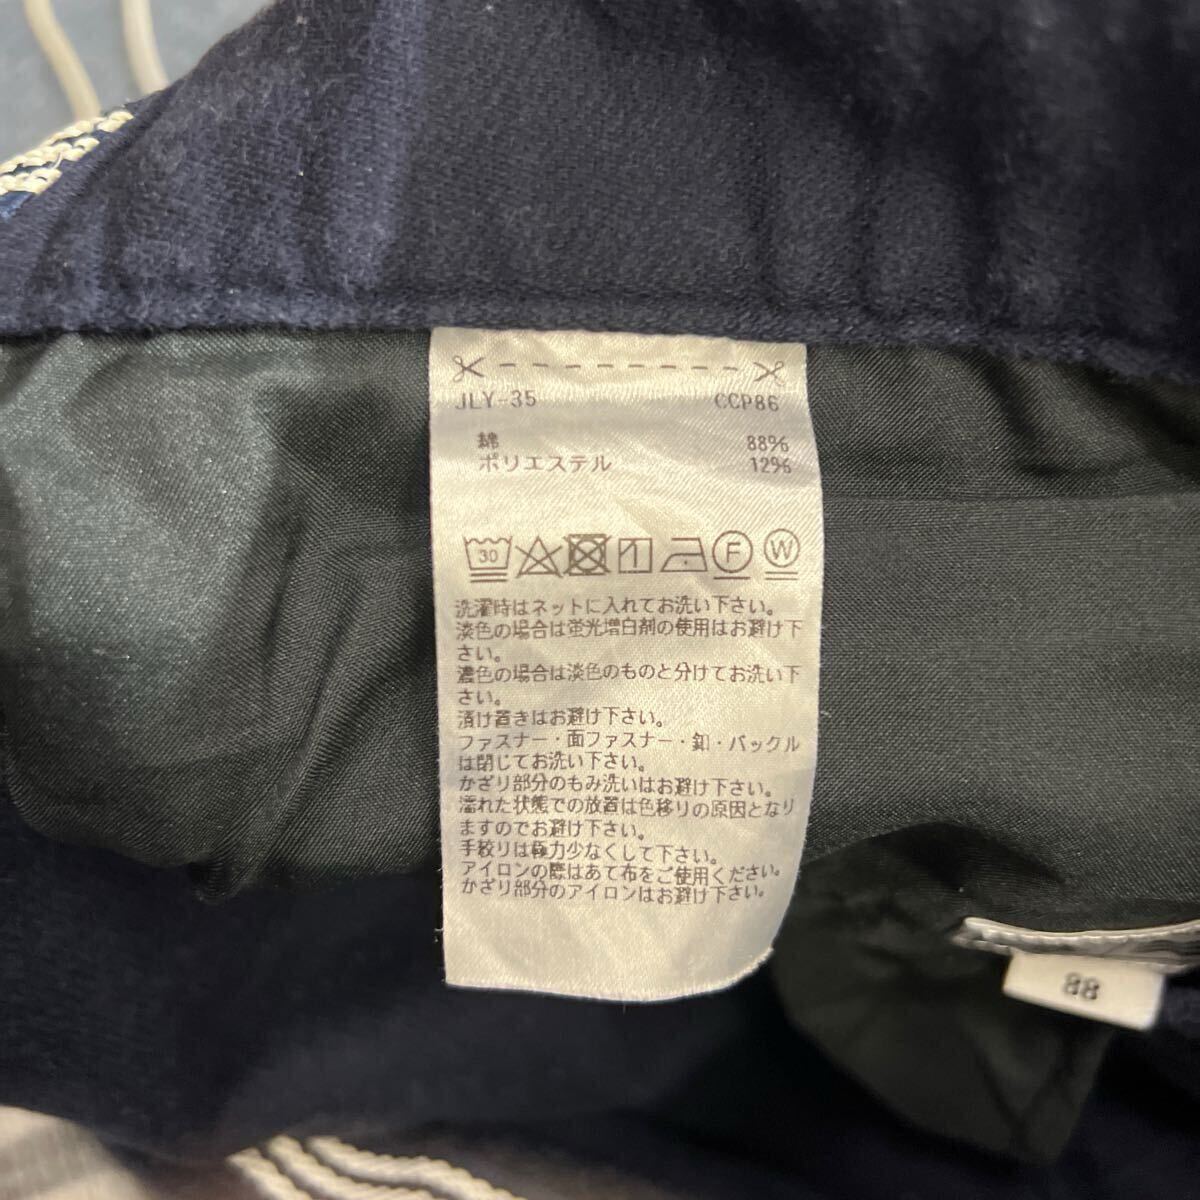 JLY-35 CCP86
綿 88%
ポリエステル 12%
30 F W
洗濯時はネットに入れてお洗い下さい。
淡色の場合は蛍光増白剤の使用はお避け下
さい。
濃色の場合は淡色のものと分けてお洗い下
さい。
漬け置きはお避け下さい。
ファスナー・面ファスナー・釦・バックル
は閉じてお洗い下さい。
かざり部分のもみ洗いはお避け下さい。
濡れた状態での放置は色移りの原因となり
ますのでお避け下さい。
手絞りは極力少なくして下さい。
アイロンの際はあて布をご使用ください。
かざり部分のアイロンはお避け下さい。
88